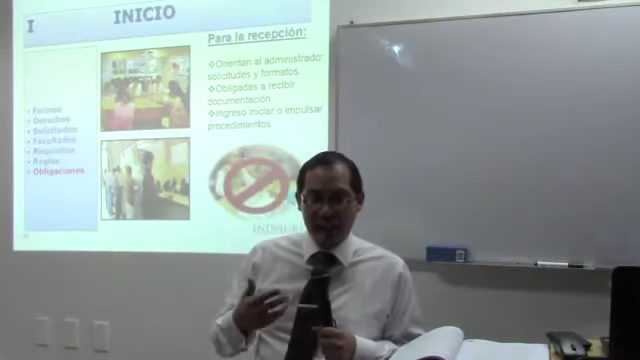 I INICIO
Para la recepción:
❖Orientan al administrado:
solicitudes y formatos.
❖Obligadas a recibir
documentación.
❖Ingreso iniciar o impulsar
procedimientos.
• Formas
• Derechos
• Solicitudes
• Facultades
• Requisitos
• Reglas
• Obligaciones